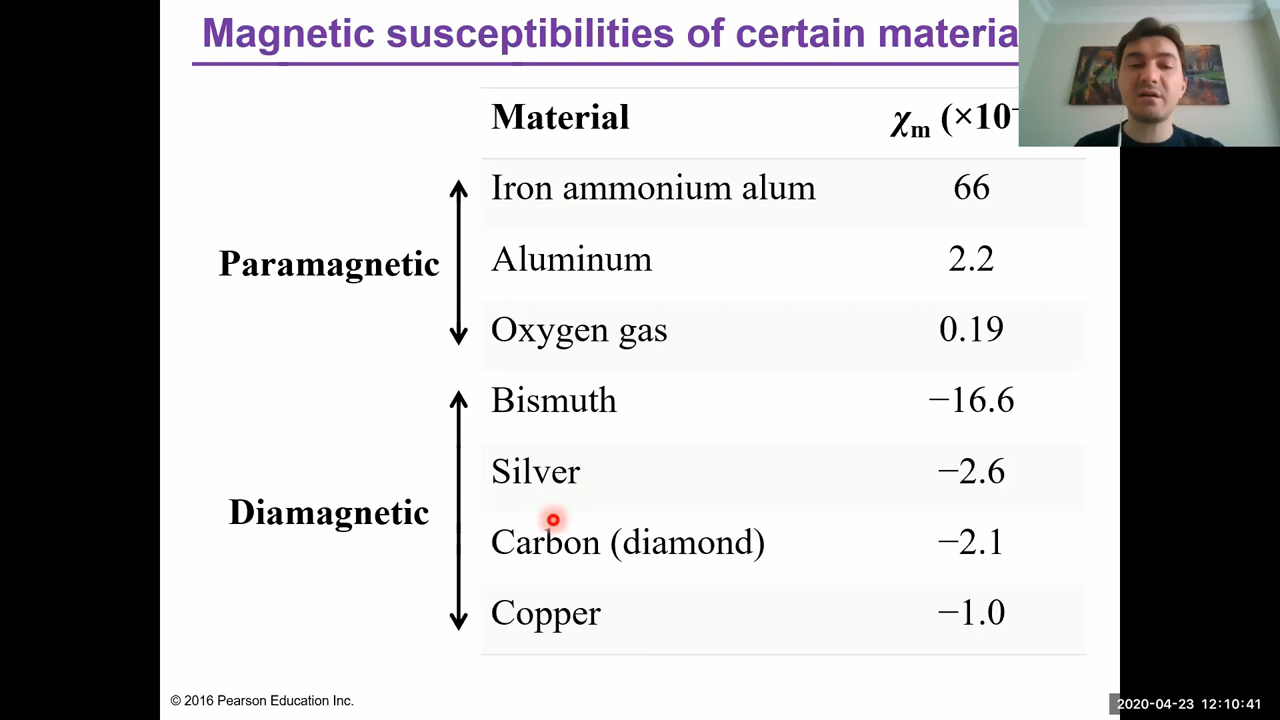 Magnetic susceptibilities of certain materia
Material χm (×10⁻
Iron ammonium alum 66
Paramagnetic
Aluminum 2.2
Oxygen gas 0.19
Bismuth −16.6
Silver −2.6
Diamagnetic
Carbon (diamond) −2.1
Copper −1.0
© 2016 Pearson Education Inc.
2020-04-23 12:10:41